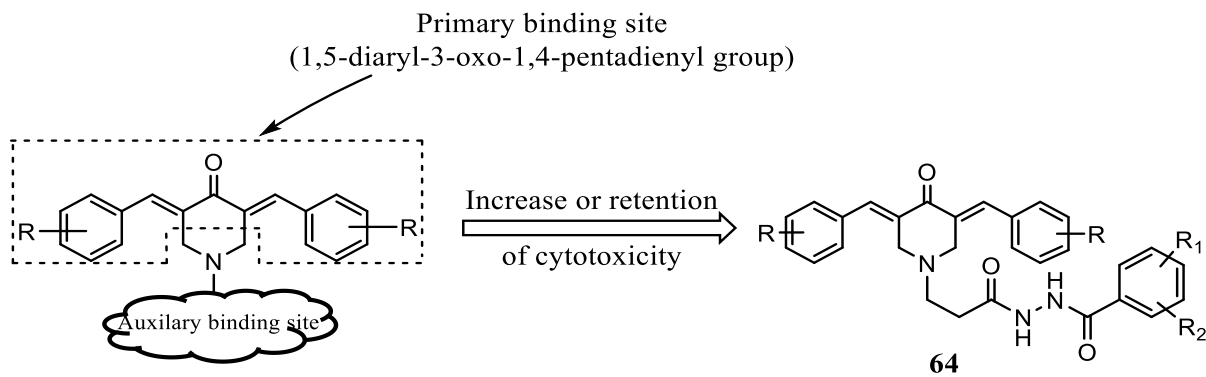 Primary binding site
(1,5-diaryl-3-oxo-1,4-pentadienyl group)
O
R
R
N
Auxilary binding site
Increase or retention
of cytotoxicity
O
R
R
N
O
N
H
H
N
O
R1
R2
64